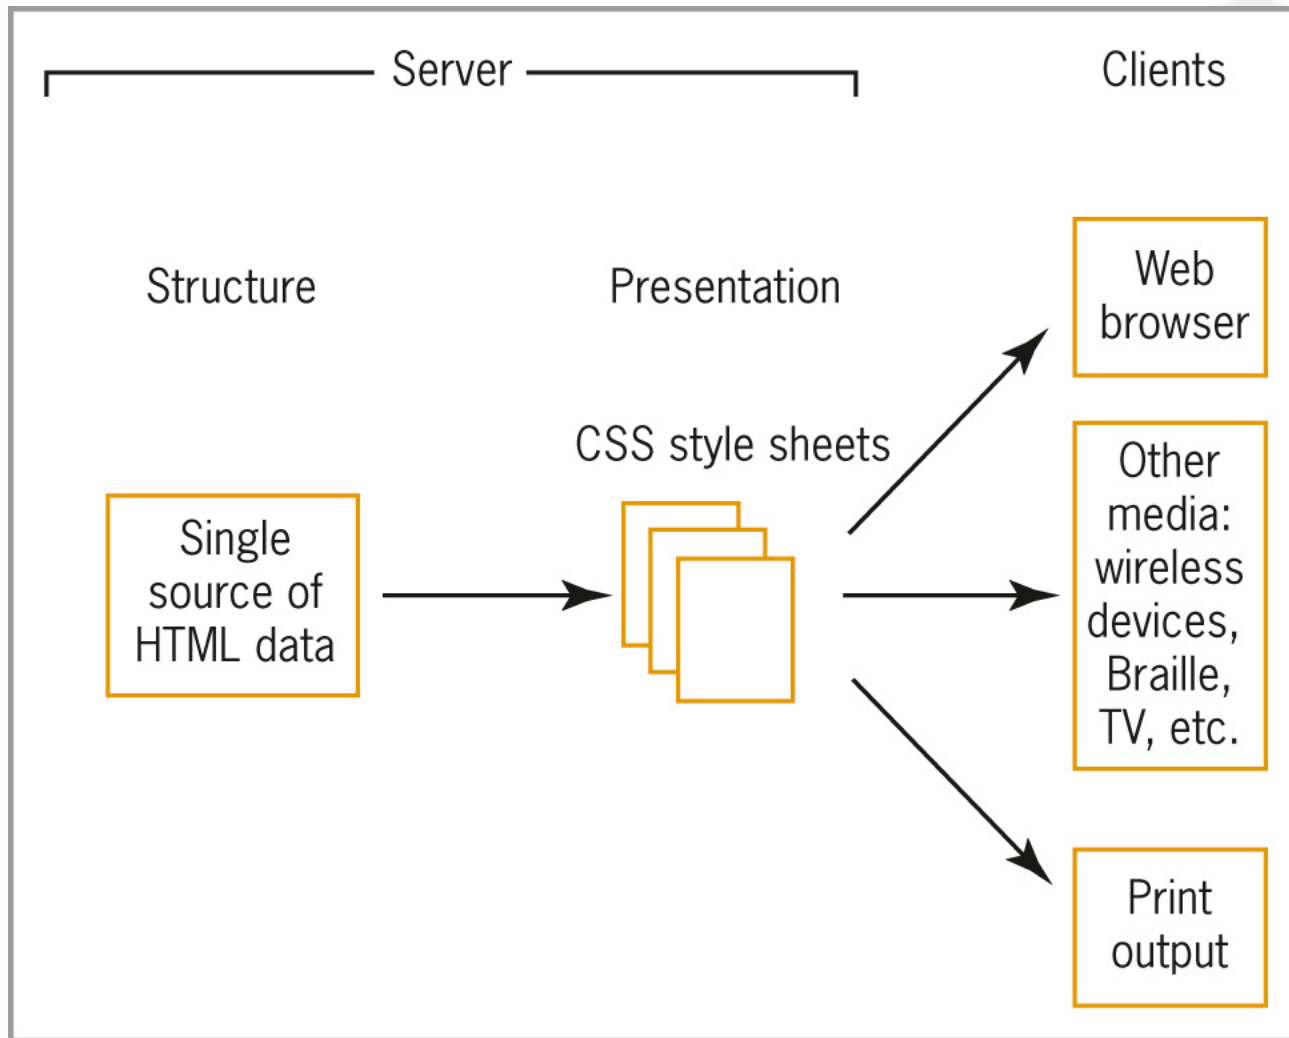 Server
Clients
Structure
Presentation
CSS style sheets
Single
source of
HTML data
Web
browser
Other
media:
wireless
devices,
Braille,
TV, etc.
Print
output